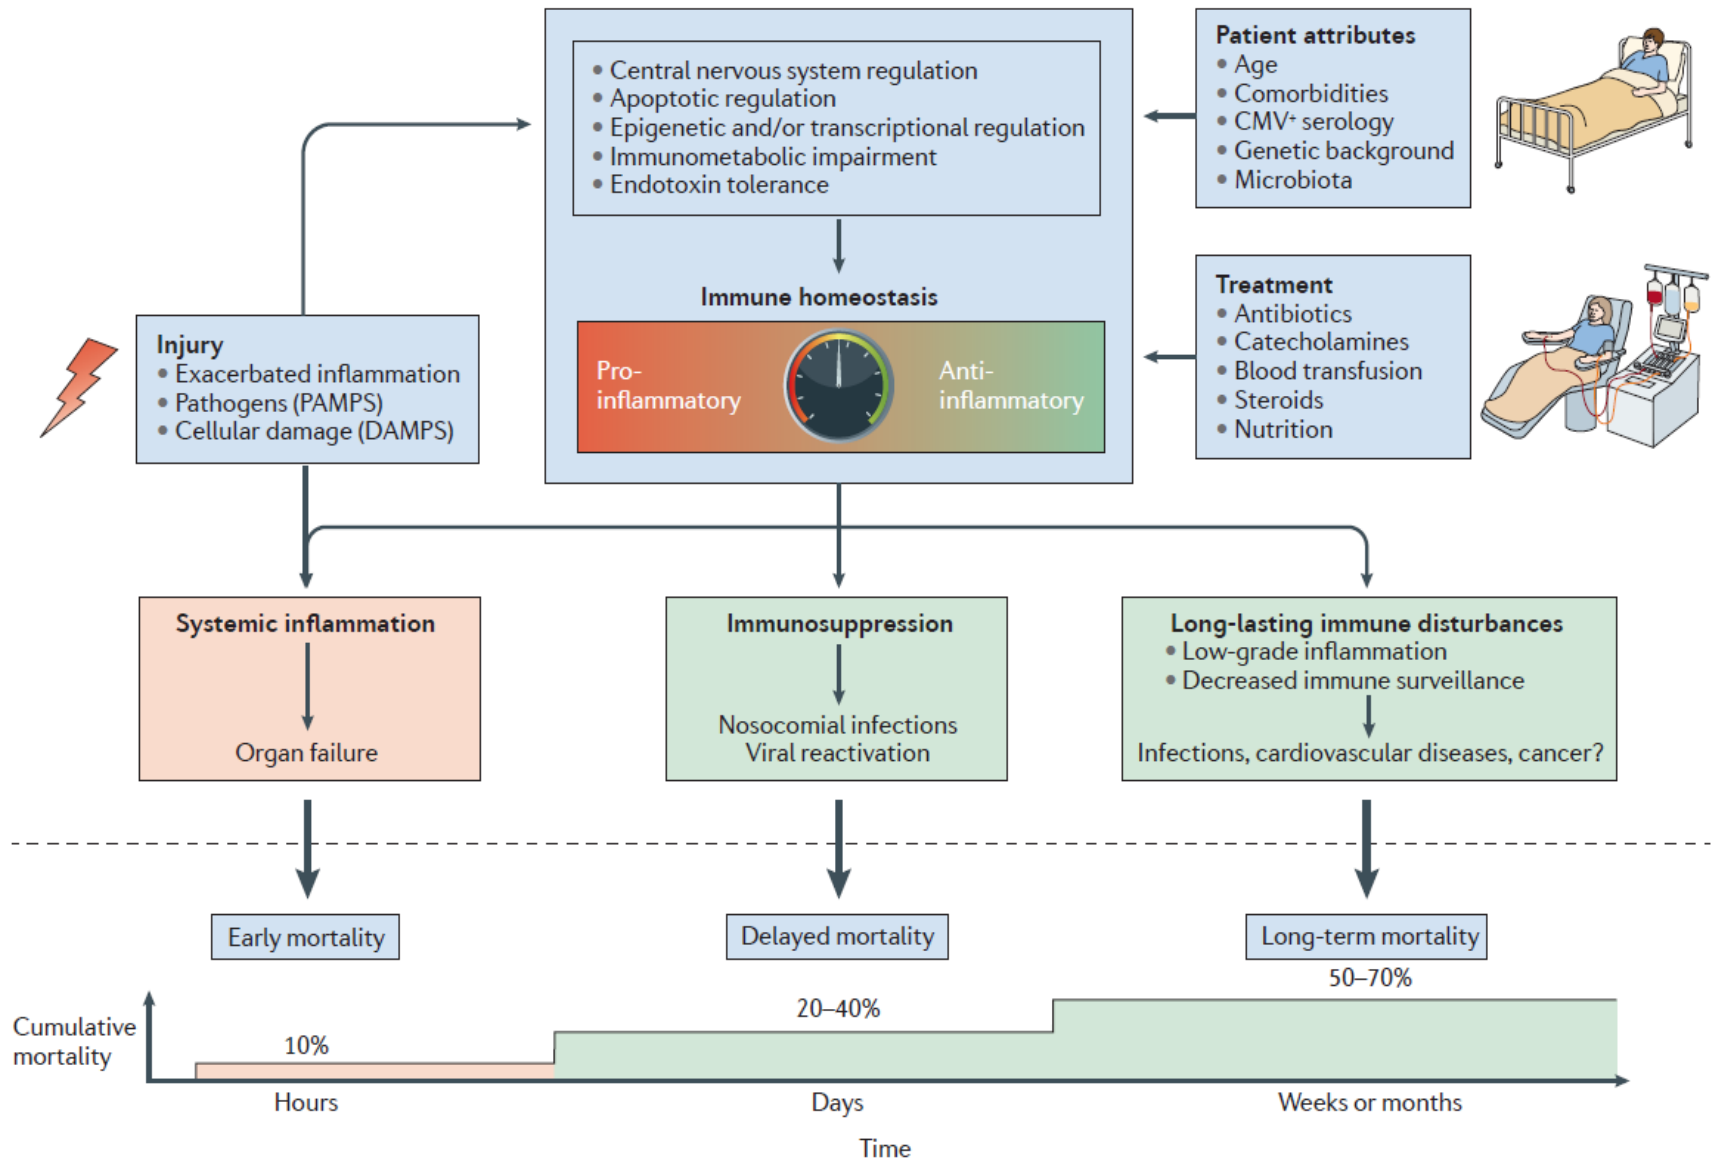 • Central nervous system regulation
• Apoptotic regulation
• Epigenetic and/or transcriptional regulation
• Immunometabolic impairment
• Endotoxin tolerance
Immune homeostasis
Pro-
inflammatory
Anti-
inflammatory
Patient attributes
• Age
• Comorbidities
• CMV⁺ serology
• Genetic background
• Microbiota
Treatment
• Antibiotics
• Catecholamines
• Blood transfusion
• Steroids
• Nutrition
Injury
• Exacerbated inflammation
• Pathogens (PAMPS)
• Cellular damage (DAMPS)
Systemic inflammation
Organ failure
Immunosuppression
Nosocomial infections
Viral reactivation
Long-lasting immune disturbances
• Low-grade inflammation
• Decreased immune surveillance
Infections, cardiovascular diseases, cancer?
Early mortality
Delayed mortality
Long-term mortality
Cumulative
mortality
10%
20–40%
50–70%
Hours
Days
Weeks or months
Time